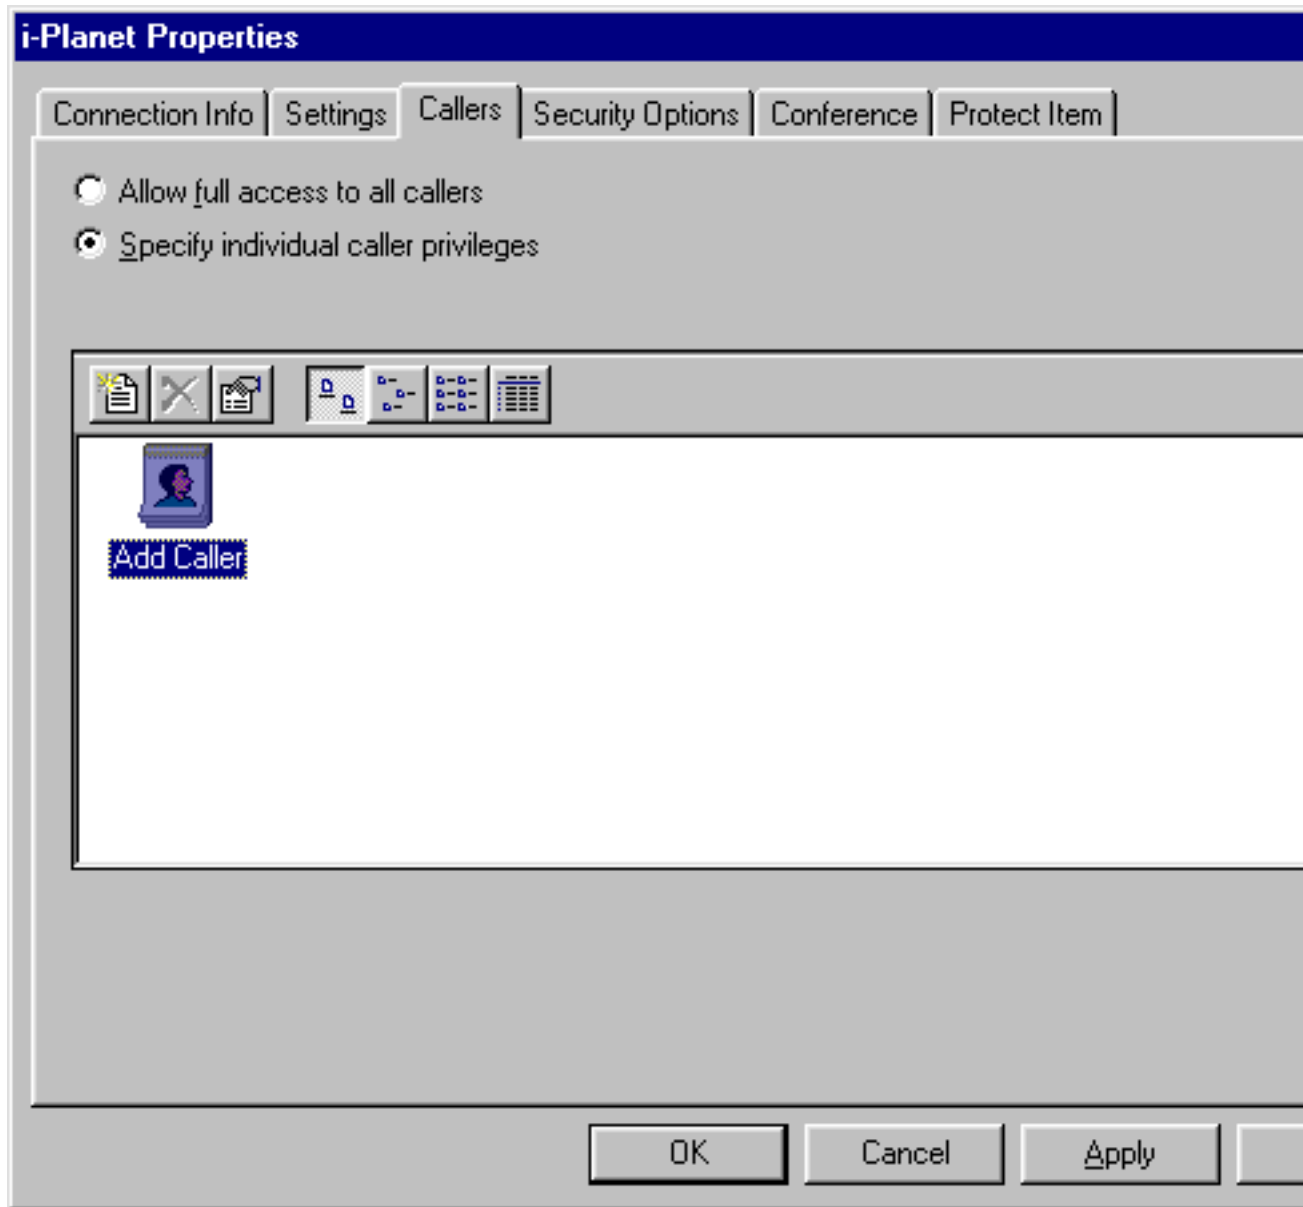 i-Planet Properties
Connection Info Settings Callers Security Options Conference Protect Item
Allow full access to all callers
Specify individual caller privileges
Add Caller
OK Cancel Apply